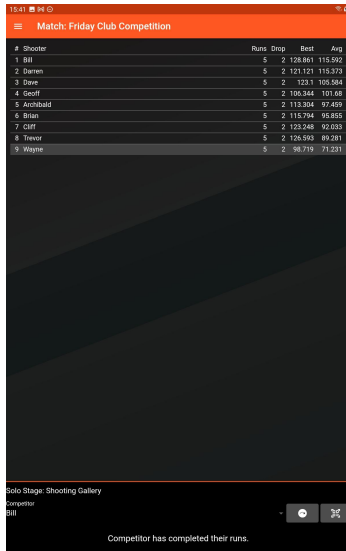 15:41
Match: Friday Club Competition
# Shooter Runs Drop Best Avg
1 Bill 5 2 128.861 115.592
2 Darren 5 2 121.121 115.373
3 Dave 5 2 123.1 105.584
4 Geoff 5 2 106.344 101.68
5 Archibald 5 2 113.304 97.459
6 Brian 5 2 115.794 95.855
7 Cliff 5 2 123.248 92.033
8 Trevor 5 2 126.593 89.281
9 Wayne 5 2 98.719 71.231
Solo Stage: Shooting Gallery
Competitor
Bill
Competitor has completed their runs.